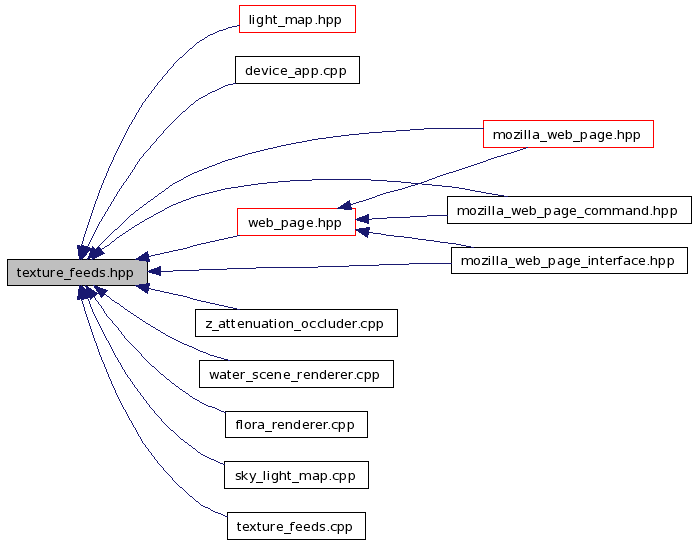 light_map.hpp
device_app.cpp
mozilla_web_page.hpp
mozilla_web_page_command.hpp
web_page.hpp
mozilla_web_page_interface.hpp
texture_feeds.hpp
z_attenuation_occluder.cpp
water_scene_renderer.cpp
flora_renderer.cpp
sky_light_map.cpp
texture_feeds.cpp